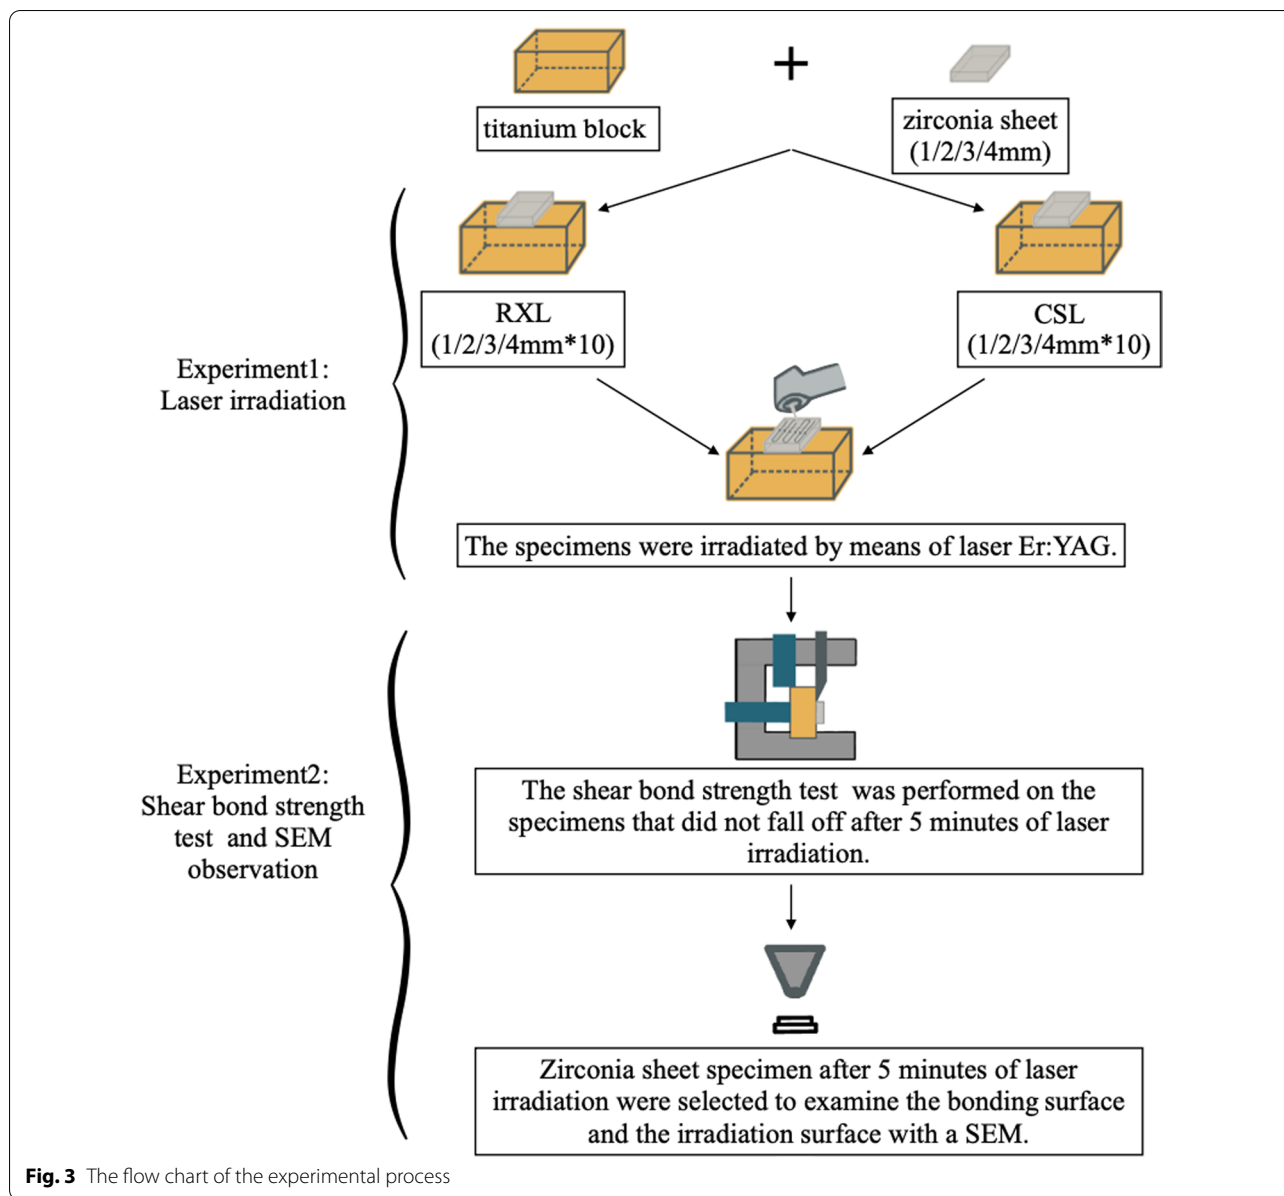 titanium block
zirconia sheet
(1/2/3/4mm)
RXL
(1/2/3/4mm*10)
CSL
(1/2/3/4mm*10)
Experiment1:
Laser irradiation
The specimens were irradiated by means of laser Er:YAG.
Experiment2:
Shear bond strength
test and SEM
observation
The shear bond strength test was performed on the
specimens that did not fall off after 5 minutes of laser
irradiation.
Zirconia sheet specimen after 5 minutes of laser
irradiation were selected to examine the bonding surface
and the irradiation surface with a SEM.
Fig. 3 The flow chart of the experimental process